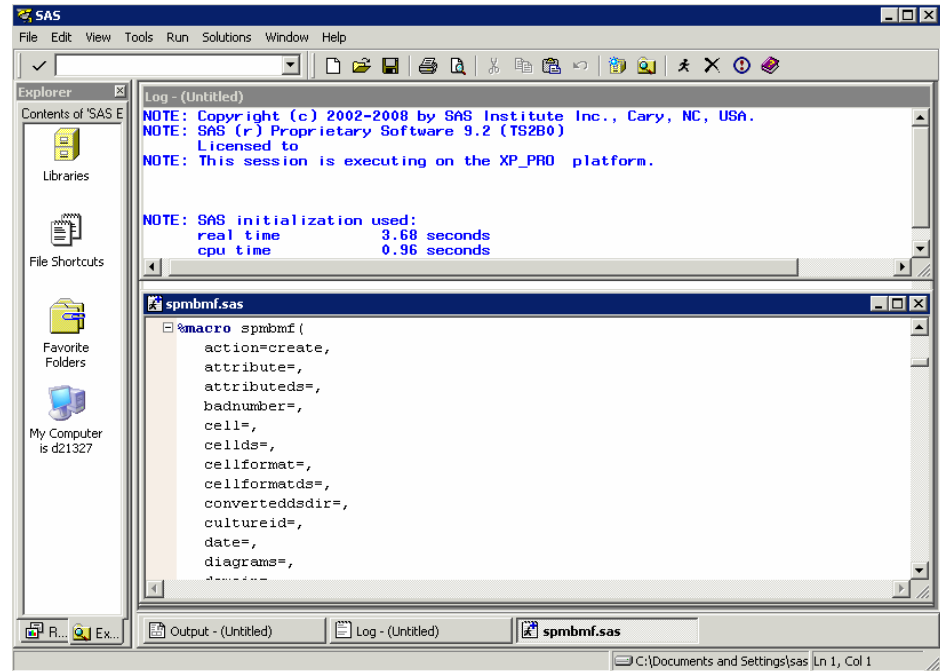 SAS
File Edit View Tools Run Solutions Window Help
Explorer
Contents of 'SAS E
Libraries
File Shortcuts
Favorite
Folders
My Computer
is d21327
Log - (Untitled)
NOTE: Copyright (c) 2002-2008 by SAS Institute Inc., Cary, NC, USA.
NOTE: SAS (r) Proprietary Software 9.2 (TS2B0)
Licensed to
NOTE: This session is executing on the XP_PRO platform.
NOTE: SAS initialization used:
real time 3.68 seconds
cpu time 0.96 seconds
spmbmf.sas
%macro spmbmf(
action=create,
attribute=,
attributeds=,
badnumber=,
cell=,
cellds=,
cellformat=,
cellformatds=,
converteddsdir=,
cultureid=,
date=,
diagrams=,
R... Ex...
Output - (Untitled) Log - (Untitled) spmbmf.sas
C:\Documents and Settings\sas Ln 1, Col 1